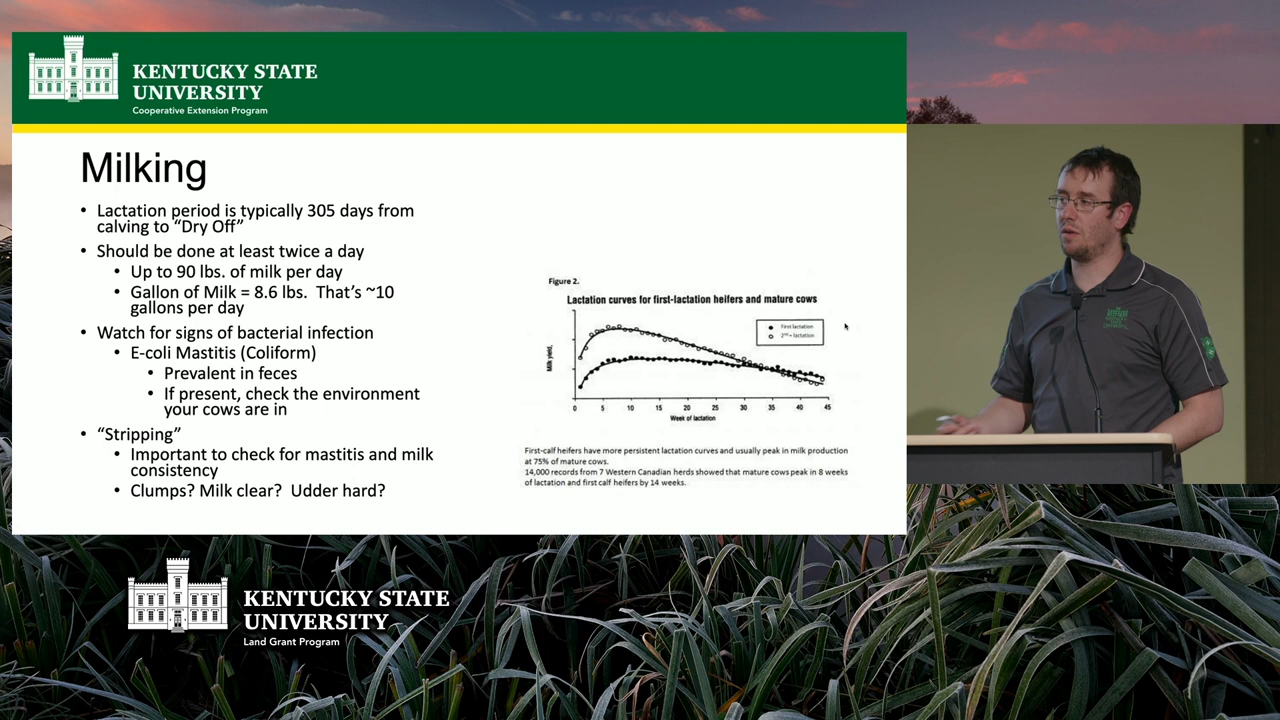 KENTUCKY STATE
UNIVERSITY
Cooperative Extension Program
Milking
• Lactation period is typically 305 days from
calving to “Dry Off”
• Should be done at least twice a day
• Up to 90 lbs. of milk per day
• Gallon of Milk = 8.6 lbs. That’s ~10
gallons per day
• Watch for signs of bacterial infection
• E-coli Mastitis (Coliform)
• Prevalent in feces
• If present, check the environment
your cows are in
• “Stripping”
• Important to check for mastitis and milk
consistency
• Clumps? Milk clear? Udder hard?
Figure 2.
Lactation curves for first-lactation heifers and mature cows
First lactation
2nd+ lactation
Milk yield,
0 5 10 15 20 25 30 35 40 45
Week of lactation
First-calf heifers have more persistent lactation curves and usually peak in milk production
at 75% of mature cows.
14,000 records from 7 Western Canadian herds showed that mature cows peak in 8 weeks
of lactation and first calf heifers by 14 weeks.
KENTUCKY STATE
UNIVERSITY
Land Grant Program